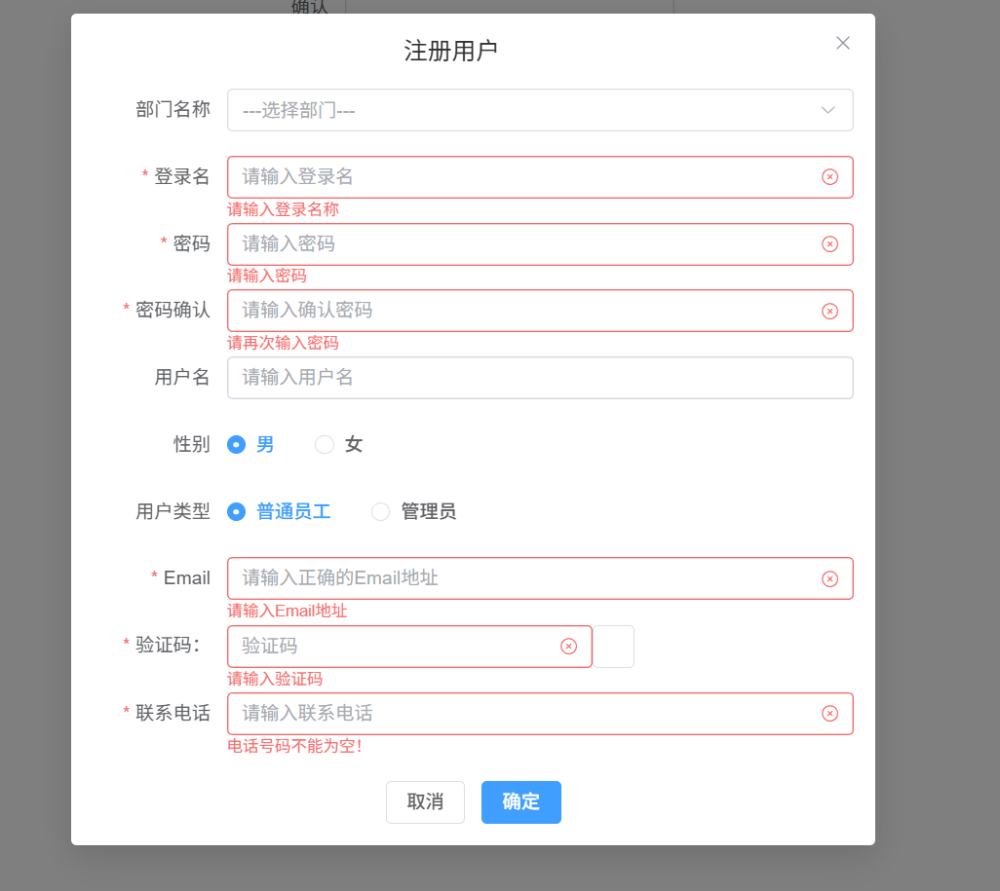 确认
注册用户
部门名称 ---选择部门---
* 登录名 请输入登录名
请输入登录名称
* 密码 请输入密码
请输入密码
* 密码确认 请输入确认密码
请再次输入密码
用户名 请输入用户名
性别 男 女
用户类型 普通员工 管理员
* Email 请输入正确的Email地址
请输入Email地址
* 验证码： 验证码
请输入验证码
* 联系电话 请输入联系电话
电话号码不能为空！
取消 确定